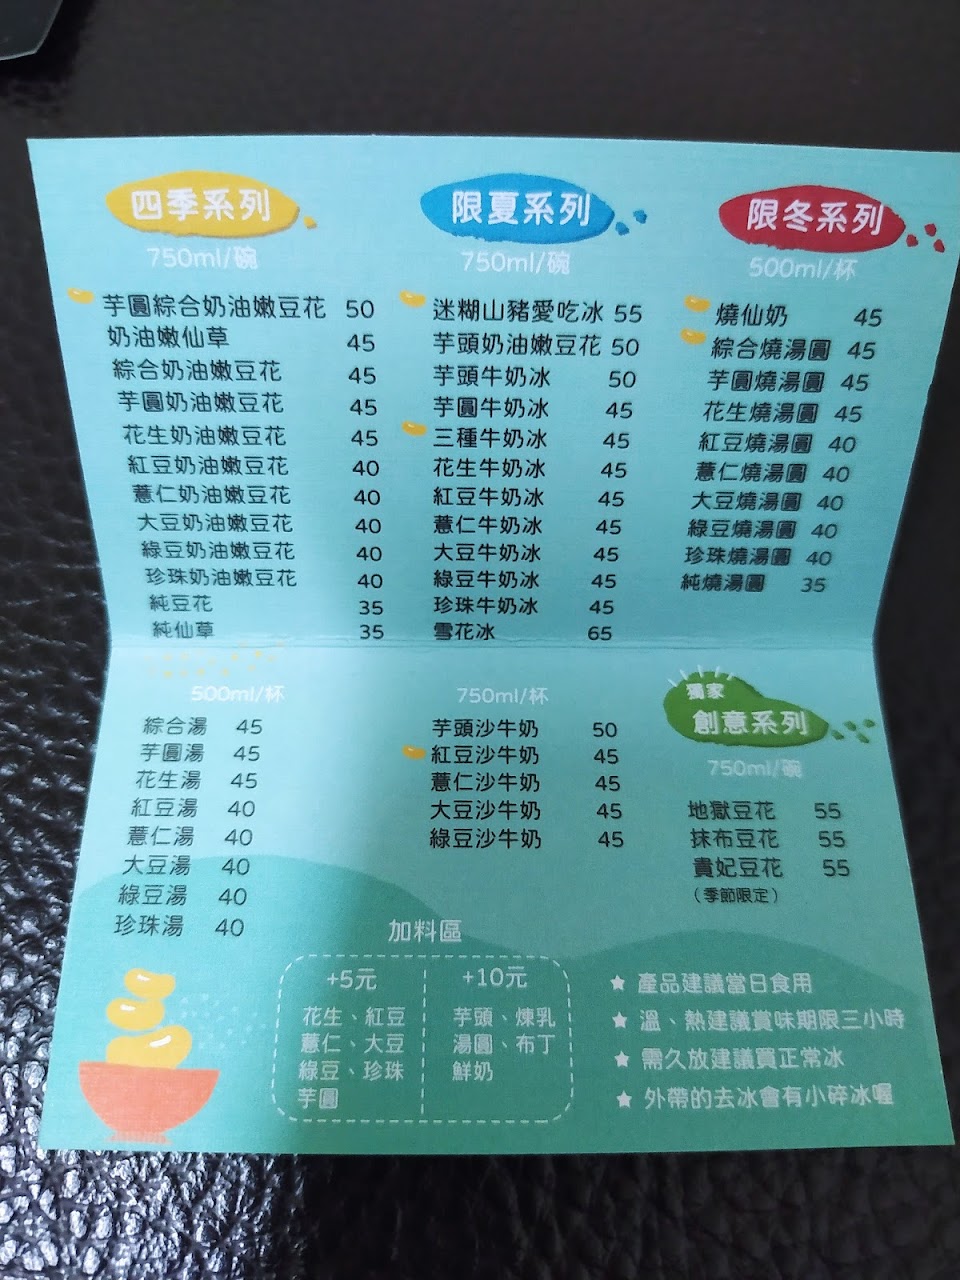 四季系列
750ml/碗
芋圓綜合奶油嫩豆花 50
奶油嫩仙草 45
綜合奶油嫩豆花 45
芋圓奶油嫩豆花 45
花生奶油嫩豆花 45
紅豆奶油嫩豆花 40
薏仁奶油嫩豆花 40
大豆奶油嫩豆花 40
綠豆奶油嫩豆花 40
珍珠奶油嫩豆花 40
純豆花 35
純仙草 35
500ml/杯
綜合湯 45
芋圓湯 45
花生湯 45
紅豆湯 40
薏仁湯 40
大豆湯 40
綠豆湯 40
珍珠湯 40
限夏系列
750ml/碗
迷糊山豬愛吃冰 55
芋頭奶油嫩豆花 50
芋頭牛奶冰 50
芋圓牛奶冰 45
三種牛奶冰 45
花生牛奶冰 45
紅豆牛奶冰 45
薏仁牛奶冰 45
大豆牛奶冰 45
綠豆牛奶冰 45
珍珠牛奶冰 45
雪花冰 65
750ml/杯
芋頭沙牛奶 50
紅豆沙牛奶 45
薏仁沙牛奶 45
大豆沙牛奶 45
綠豆沙牛奶 45
限冬系列
500ml/杯
燒仙奶 45
綜合燒湯圓 45
芋圓燒湯圓 45
花生燒湯圓 45
紅豆燒湯圓 40
薏仁燒湯圓 40
大豆燒湯圓 40
綠豆燒湯圓 40
珍珠燒湯圓 40
純燒湯圓 35
獨家
創意系列
750ml/碗
地獄豆花 55
抹布豆花 55
貴妃豆花 55
(季節限定)
加料區
+5元
花生、紅豆
薏仁、大豆
綠豆、珍珠
芋圓
+10元
芋頭、煉乳
湯圓、布丁
鮮奶
★ 產品建議當日食用
★ 溫、熱建議賞味期限三小時
★ 需久放建議買正常冰
★ 外帶的去冰會有小碎冰喔